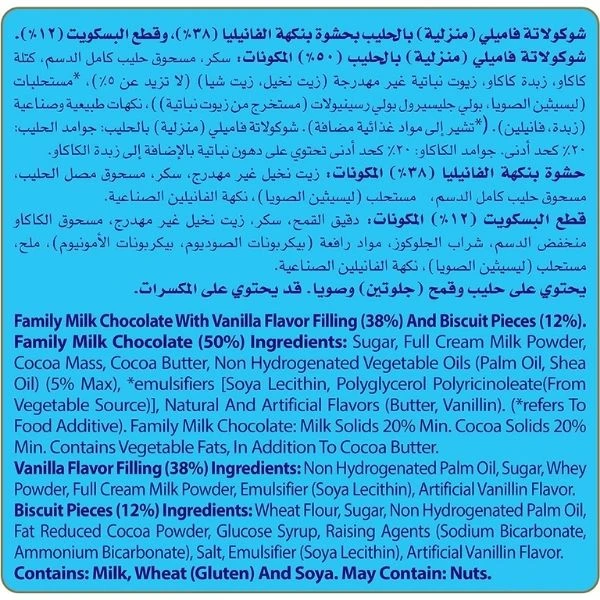 شوكولاتة فاميلي (منزلية) بالحليب بحشوة بنكهة الفانيليا (٣٨٪)، وقطع البسكويت (١٢٪).
شوكولاتة فاميلي (منزلية) بالحليب (٥٠٪) المكونات: سكر، مسحوق حليب كامل الدسم، كتلة
كاكاو، زبدة كاكاو، زيوت نباتية غير مهدرجة (زيت نخيل، زيت شيا) (لا تزيد عن ٥٪)، *مستحلبات
(ليسيثين الصويا، بولي جليسيرول بولي رسينيولات (مستخرج من زيوت نباتية))، نكهات طبيعية وصناعية
(زبدة، فانيلين). (*تشير إلى مواد غذائية مضافة). شوكولاتة فاميلي (منزلية) بالحليب: جوامد الحليب:
٢٠٪ كحد أدنى. جوامد الكاكاو: ٢٠٪ كحد أدنى تحتوي على دهون نباتية بالإضافة إلى زبدة الكاكاو.
حشوة بنكهة الفانيليا (٣٨٪) المكونات: زيت نخيل غير مهدرج، سكر، مسحوق مصل الحليب،
مسحوق حليب كامل الدسم، مستحلب (ليسيثين الصويا)، نكهة الفانيلين الصناعية.
قطع البسكويت (١٢٪) المكونات: دقيق القمح، سكر، زيت نخيل غير مهدرج، مسحوق الكاكاو
منخفض الدسم، شراب الجلوكوز، مواد رافعة (بيكربونات الصوديوم، بيكربونات الأمونيوم)، ملح،
مستحلب (ليسيثين الصويا)، نكهة الفانيلين الصناعية.
يحتوي على حليب وقمح (جلوتين) وصويا. قد يحتوي على المكسرات.
Family Milk Chocolate With Vanilla Flavor Filling (38%) And Biscuit Pieces (12%).
Family Milk Chocolate (50%) Ingredients: Sugar, Full Cream Milk Powder,
Cocoa Mass, Cocoa Butter, Non Hydrogenated Vegetable Oils (Palm Oil, Shea
Oil) (5% Max), *emulsifiers [Soya Lecithin, Polyglycerol Polyricinoleate(From
Vegetable Source)], Natural And Artificial Flavors (Butter, Vanillin). (*refers To
Food Additive). Family Milk Chocolate: Milk Solids 20% Min. Cocoa Solids 20%
Min. Contains Vegetable Fats, In Addition To Cocoa Butter.
Vanilla Flavor Filling (38%) Ingredients: Non Hydrogenated Palm Oil, Sugar, Whey
Powder, Full Cream Milk Powder, Emulsifier (Soya Lecithin), Artificial Vanillin Flavor.
Biscuit Pieces (12%) Ingredients: Wheat Flour, Sugar, Non Hydrogenated Palm Oil,
Fat Reduced Cocoa Powder, Glucose Syrup, Raising Agents (Sodium Bicarbonate,
Ammonium Bicarbonate), Salt, Emulsifier (Soya Lecithin), Artificial Vanillin Flavor.
Contains: Milk, Wheat (Gluten) And Soya. May Contain: Nuts.